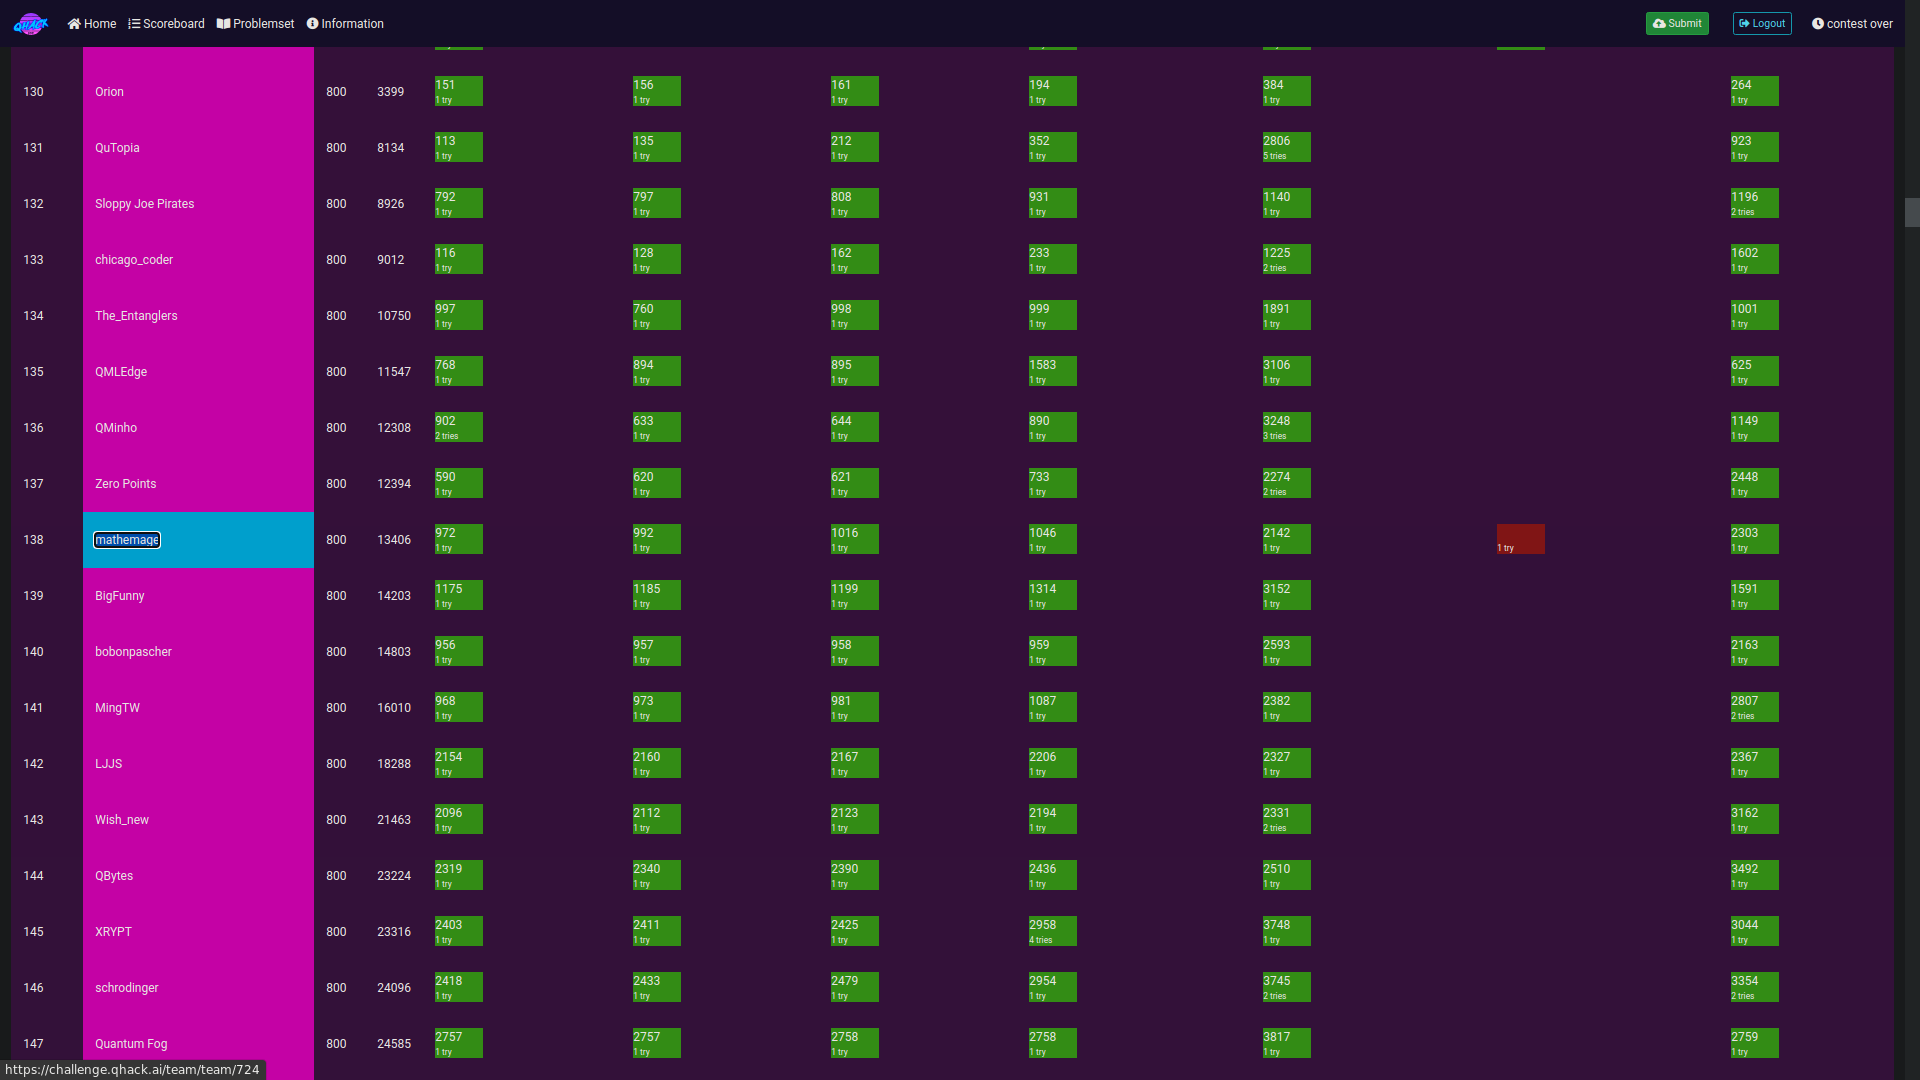 QHACK Home Scoreboard Problemset Information Submit Logout contest over
130 Orion 800 3399 151 156 161 194 384 264
1 try 1 try 1 try 1 try 1 try 1 try
131 QuTopia 800 8134 113 135 212 352 2806 923
1 try 1 try 1 try 1 try 5 tries 1 try
132 Sloppy Joe Pirates 800 8926 792 797 808 931 1140 1196
1 try 1 try 1 try 1 try 1 try 2 tries
133 chicago_coder 800 9012 116 128 162 233 1225 1602
1 try 1 try 1 try 1 try 2 tries 1 try
134 The_Entanglers 800 10750 997 760 998 999 1891 1001
1 try 1 try 1 try 1 try 1 try 1 try
135 QMLEdge 800 11547 768 894 895 1583 3106 625
1 try 1 try 1 try 1 try 1 try 1 try
136 QMinho 800 12308 902 633 644 890 3248 1149
2 tries 1 try 1 try 1 try 3 tries 1 try
137 Zero Points 800 12394 590 620 621 733 2274 2448
1 try 1 try 1 try 1 try 2 tries 1 try
138 mathemage 800 13406 972 992 1016 1046 2142 2303
1 try 1 try 1 try 1 try 1 try 1 try 1 try
139 BigFunny 800 14203 1175 1185 1199 1314 3152 1591
1 try 1 try 1 try 1 try 1 try 1 try
140 bobonpascher 800 14803 956 957 958 959 2593 2163
1 try 1 try 1 try 1 try 1 try 1 try
141 MingTW 800 16010 968 973 981 1087 2382 2807
1 try 1 try 1 try 1 try 1 try 2 tries
142 LJJS 800 18288 2154 2160 2167 2206 2327 2367
1 try 1 try 1 try 1 try 1 try 1 try
143 Wish_new 800 21463 2096 2112 2123 2194 2331 3162
1 try 1 try 1 try 1 try 2 tries 1 try
144 QBytes 800 23224 2319 2340 2390 2436 2510 3492
1 try 1 try 1 try 1 try 1 try 1 try
145 XRYPT 800 23316 2403 2411 2425 2958 3748 3044
1 try 1 try 1 try 4 tries 1 try 1 try
146 schrodinger 800 24096 2418 2433 2479 2954 3745 3354
1 try 1 try 1 try 1 try 2 tries 2 tries
147 Quantum Fog 800 24585 2757 2757 2758 2758 3817 2759
1 try 1 try 1 try 1 try 1 try 1 try
https://challenge.qhack.ai/team/team/724